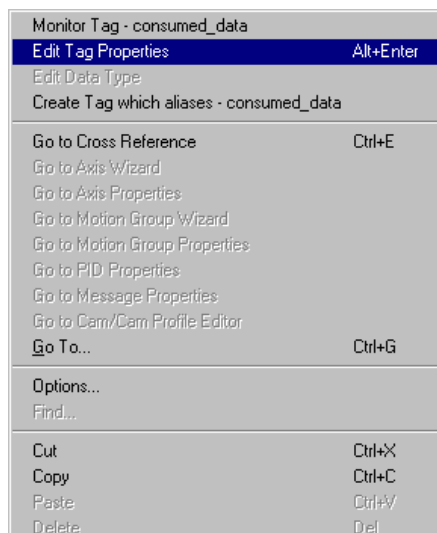 Monitor Tag - consumed_data
Edit Tag Properties Alt+Enter
Edit Data Type
Create Tag which aliases - consumed_data
Go to Cross Reference Ctrl+E
Go to Axis Wizard
Go to Axis Properties
Go to Motion Group Wizard
Go to Motion Group Properties
Go to PID Properties
Go to Message Properties
Go to Cam/Cam Profile Editor
Go To... Ctrl+G
Options...
Find...
Cut Ctrl+X
Copy Ctrl+C
Paste Ctrl+V
Delete Del